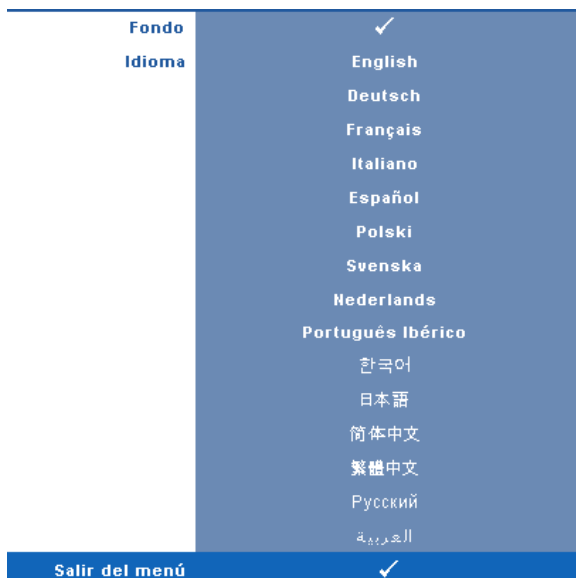 Fondo ✓
Idioma English
Deutsch
Français
Italiano
Español
Polski
Svenska
Nederlands
Português Ibérico
한국어
日本語
简体中文
繁體中文
Русский
العربية
Salir del menú ✓